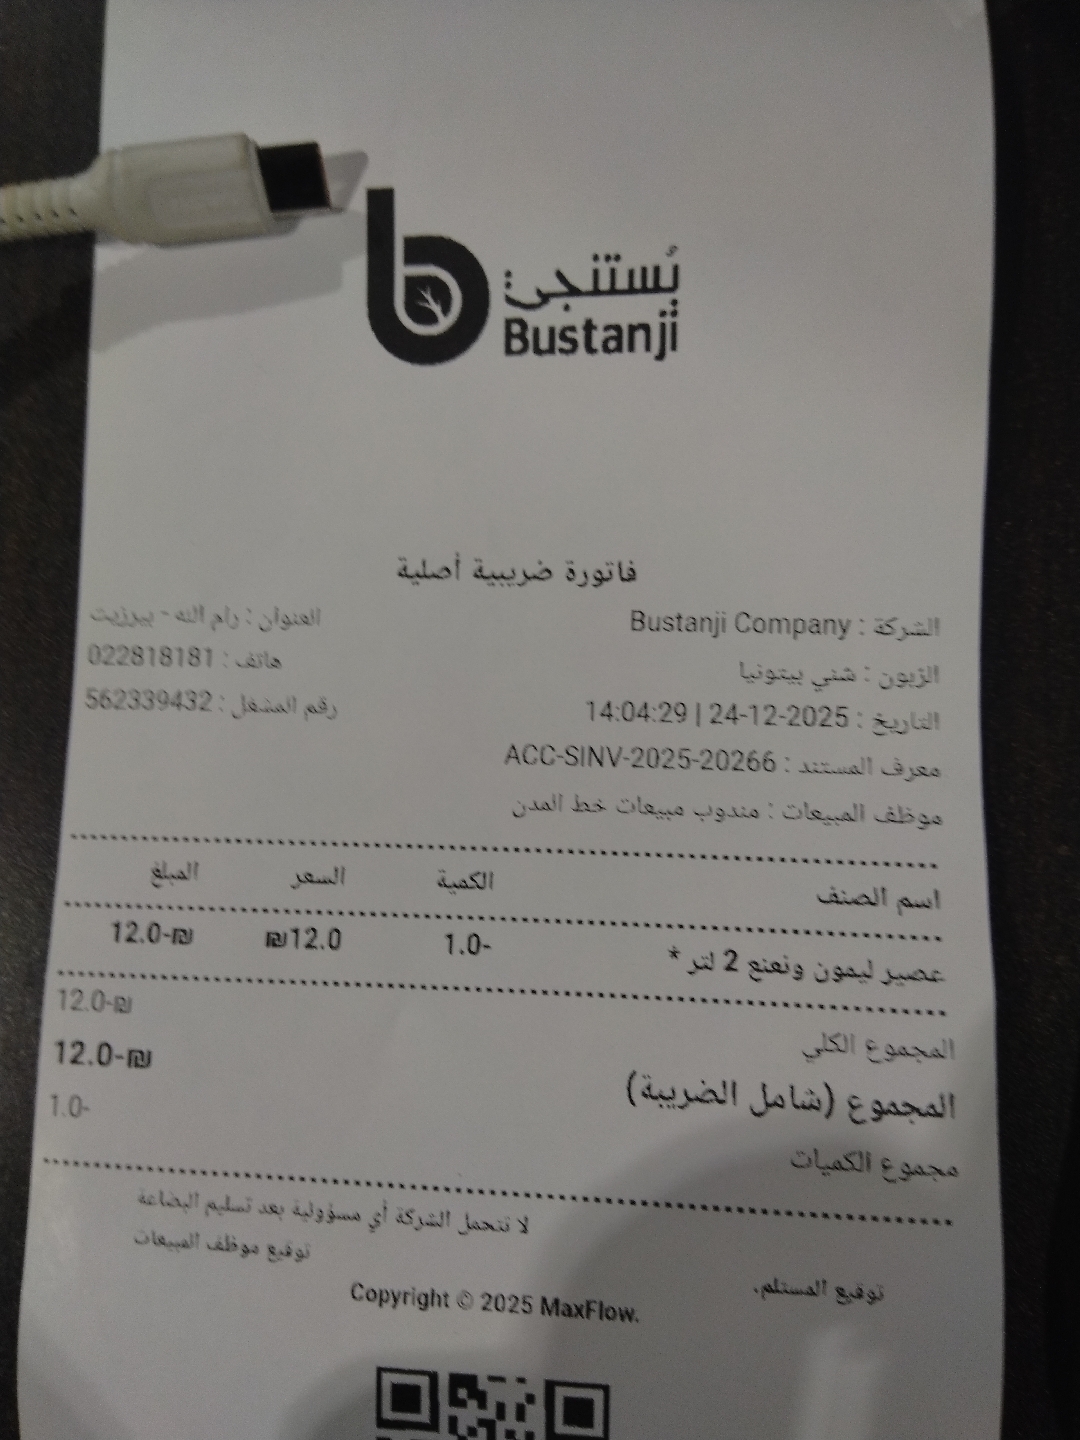 بُستنجي
Bustanji
فاتورة ضريبية أصلية
الشركة : Bustanji Company
العنوان : رام الله - بيرزيت
الزبون : شني بيتونيا
هاتف : 022818181
التاريخ : 24-12-2025 | 14:04:29
رقم المشغل : 562339432
معرف المستند : ACC-SINV-2025-20266
موظف المبيعات : مندوب مبيعات خط المدن
اسم الصنف الكمية السعر المبلغ
عصير ليمون ونعنع 2 لتر * 1.0- ₪12.0 12.0-₪
المجموع الكلي 12.0-₪
المجموع (شامل الضريبة) 12.0-₪
مجموع الكميات 1.0-
لا تتحمل الشركة أي مسؤولية بعد تسليم البضاعة
توقيع موظف المبيعات
توقيع المستلم.
Copyright © 2025 MaxFlow.